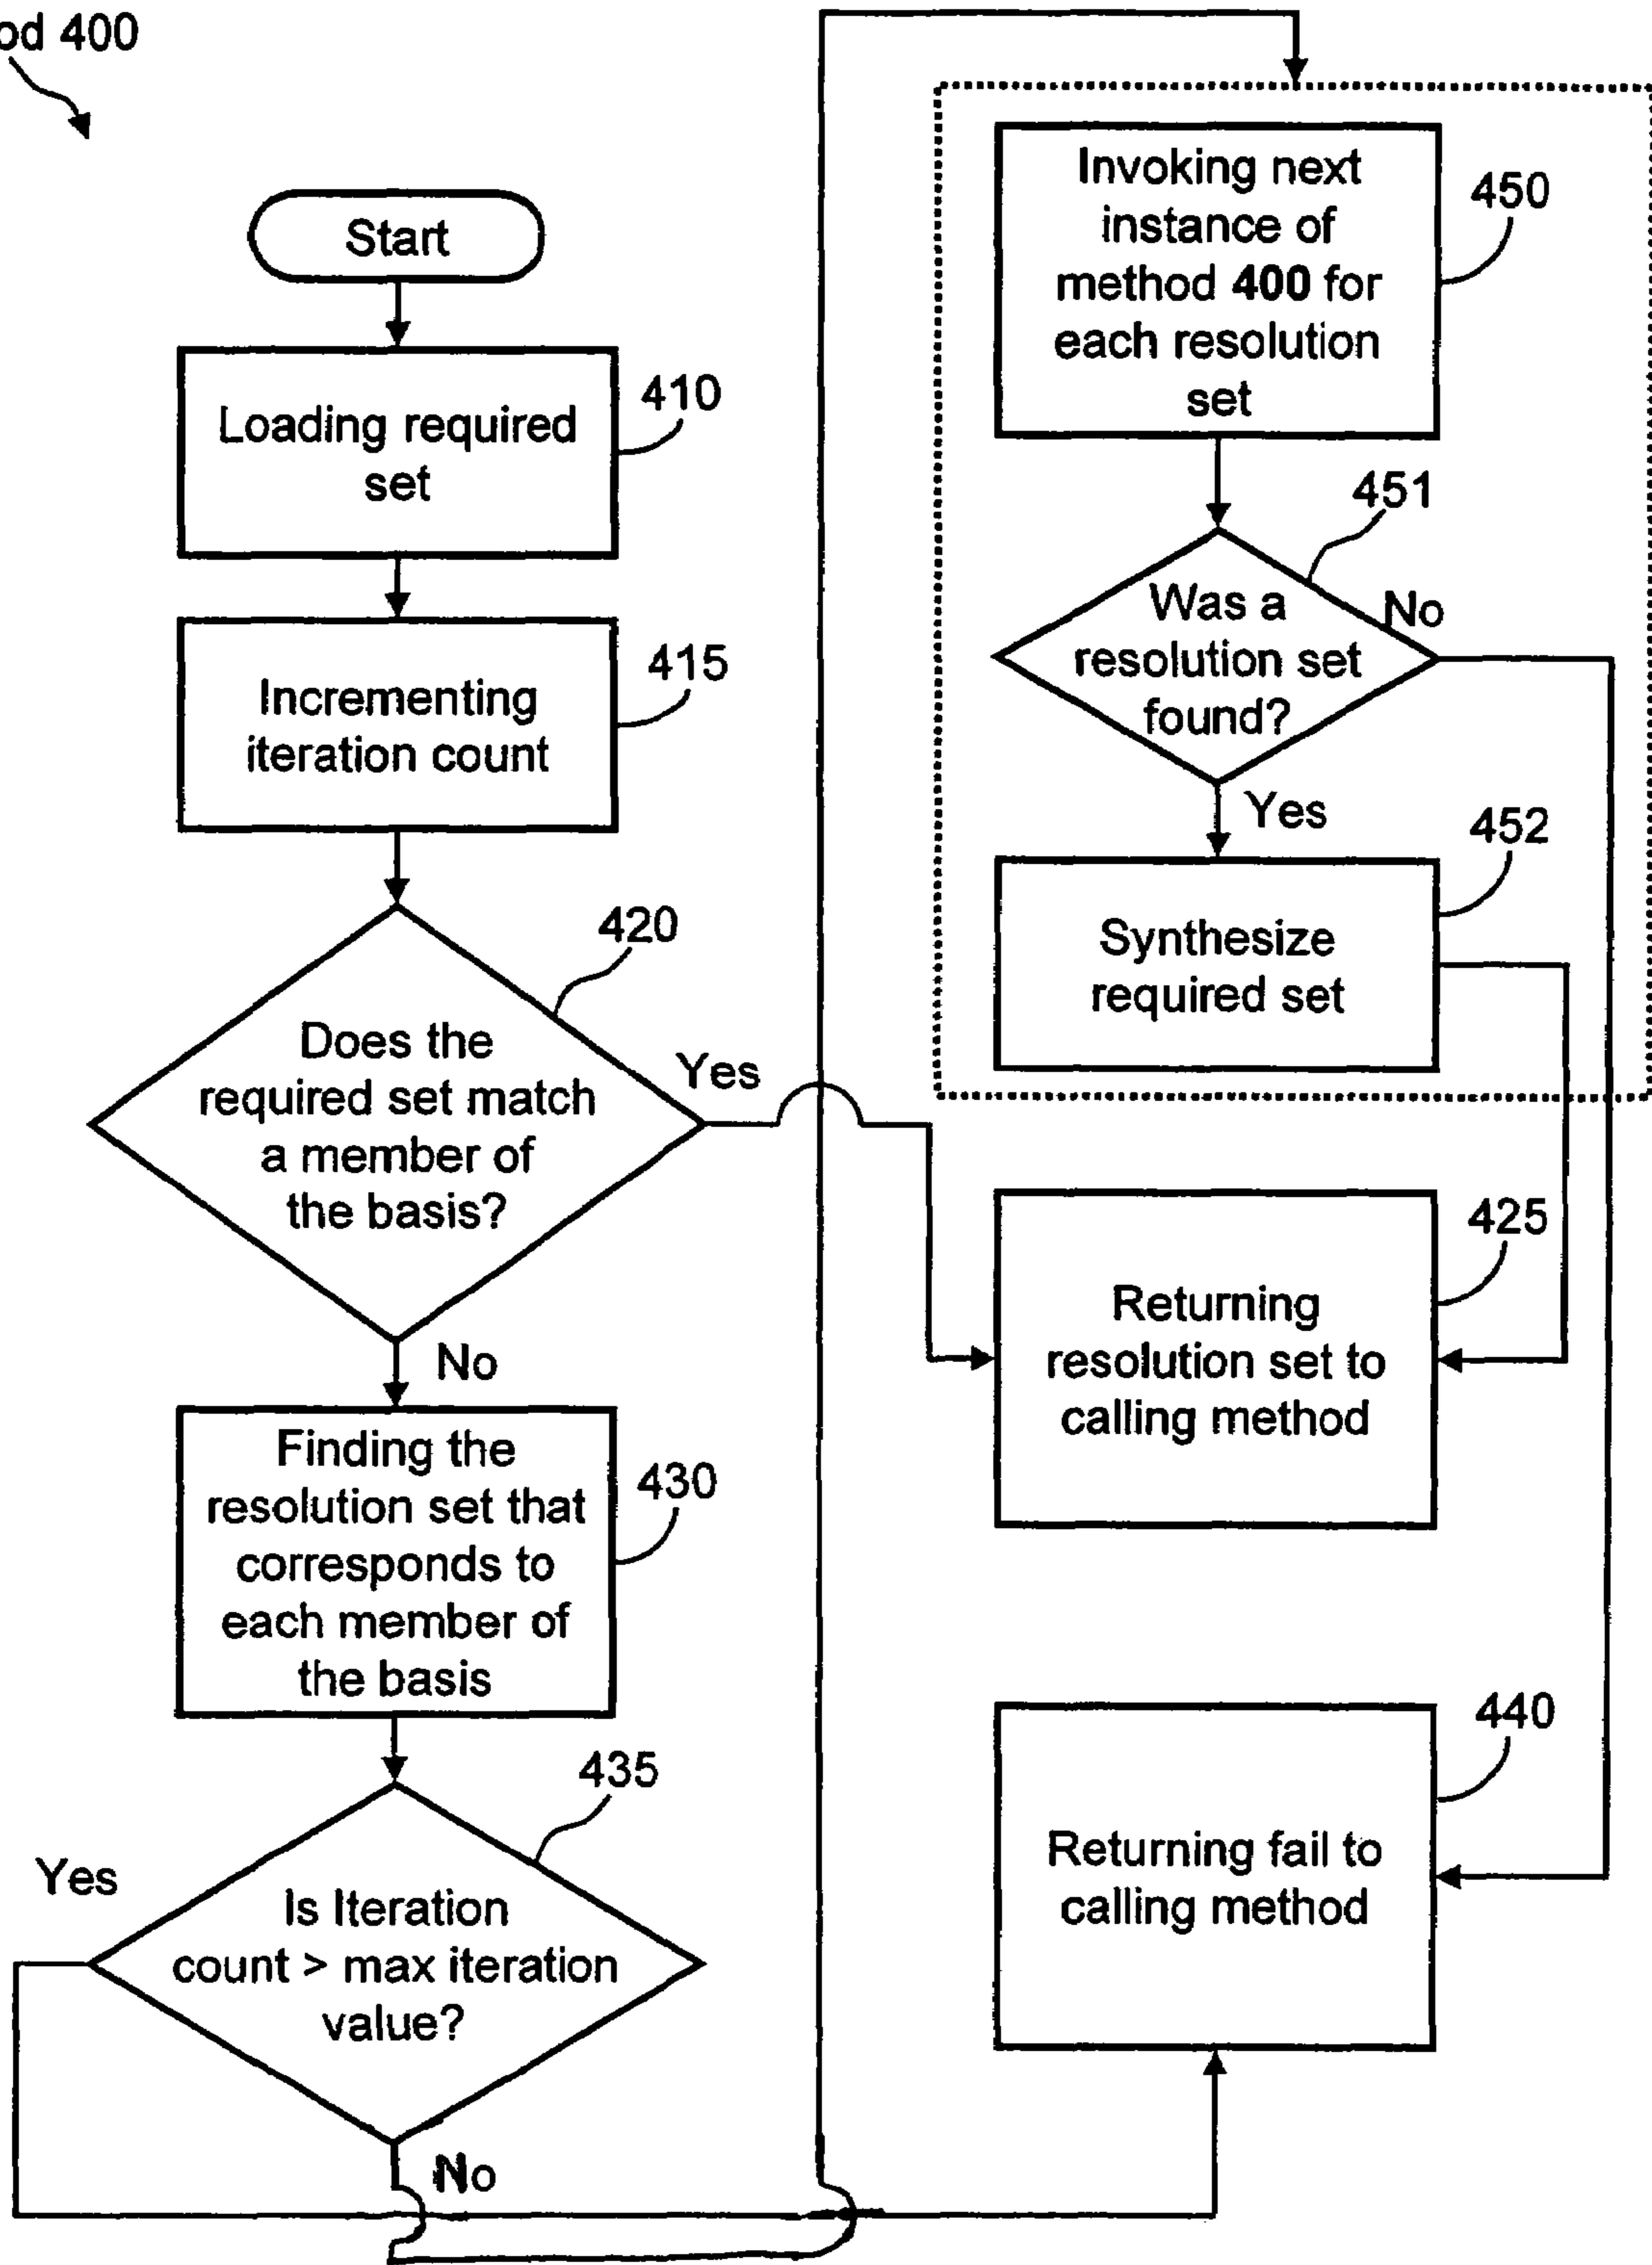 400
Start
Loading required
set
410
Incrementing
iteration count
415
420
Does the
required set match
a member of
the basis?
Yes
No
Finding the
resolution set that
corresponds to
each member of
the basis
430
435
Is Iteration
count > max iteration
value?
Yes
No
Invoking next
instance of
method 400 for
each resolution
set
450
451
Was a
resolution set
found?
No
Yes
452
Synthesize
required set
425
Returning
resolution set to
calling method
440
Returning fail to
calling method